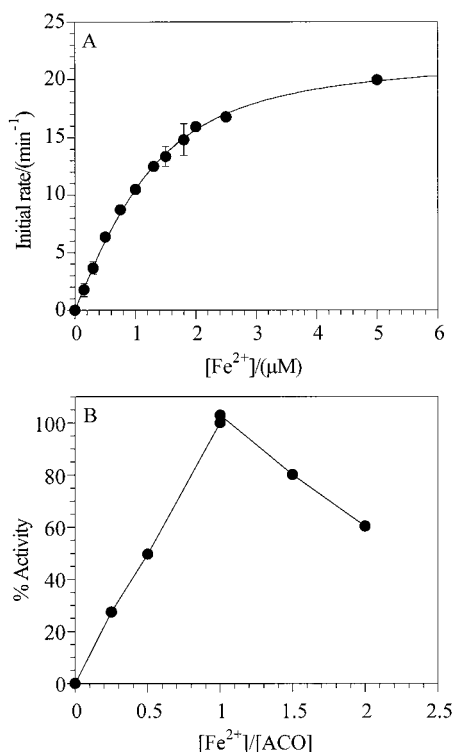 A
25
20
15
10
5
0
Initial rate/(min⁻¹)
0 1 2 3 4 5 6
[Fe²⁺]/(μM)
B
100
80
60
40
20
0
% Activity
0 0.5 1 1.5 2 2.5
[Fe²⁺]/[ACO]